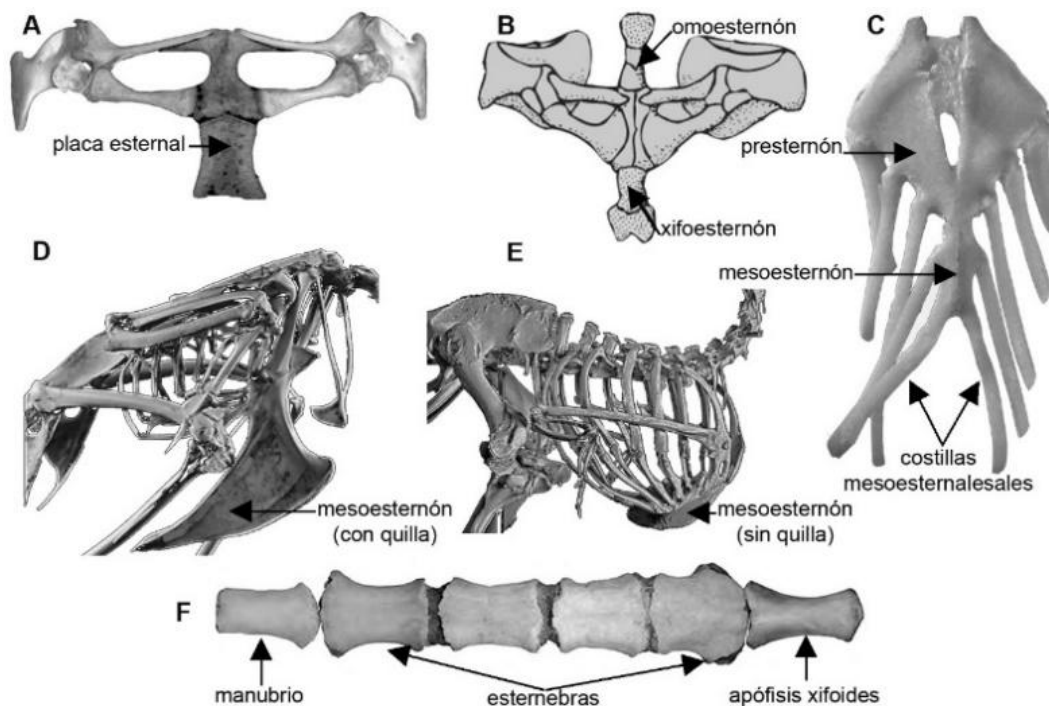 A
placa esternal
B
omoesternón
xifoesternón
C
presternón
mesoesternón
costillas
mesoesternalesales
D
mesoesternón
(con quilla)
E
mesoesternón
(sin quilla)
F
manubrio
esternebras
apófisis xifoides